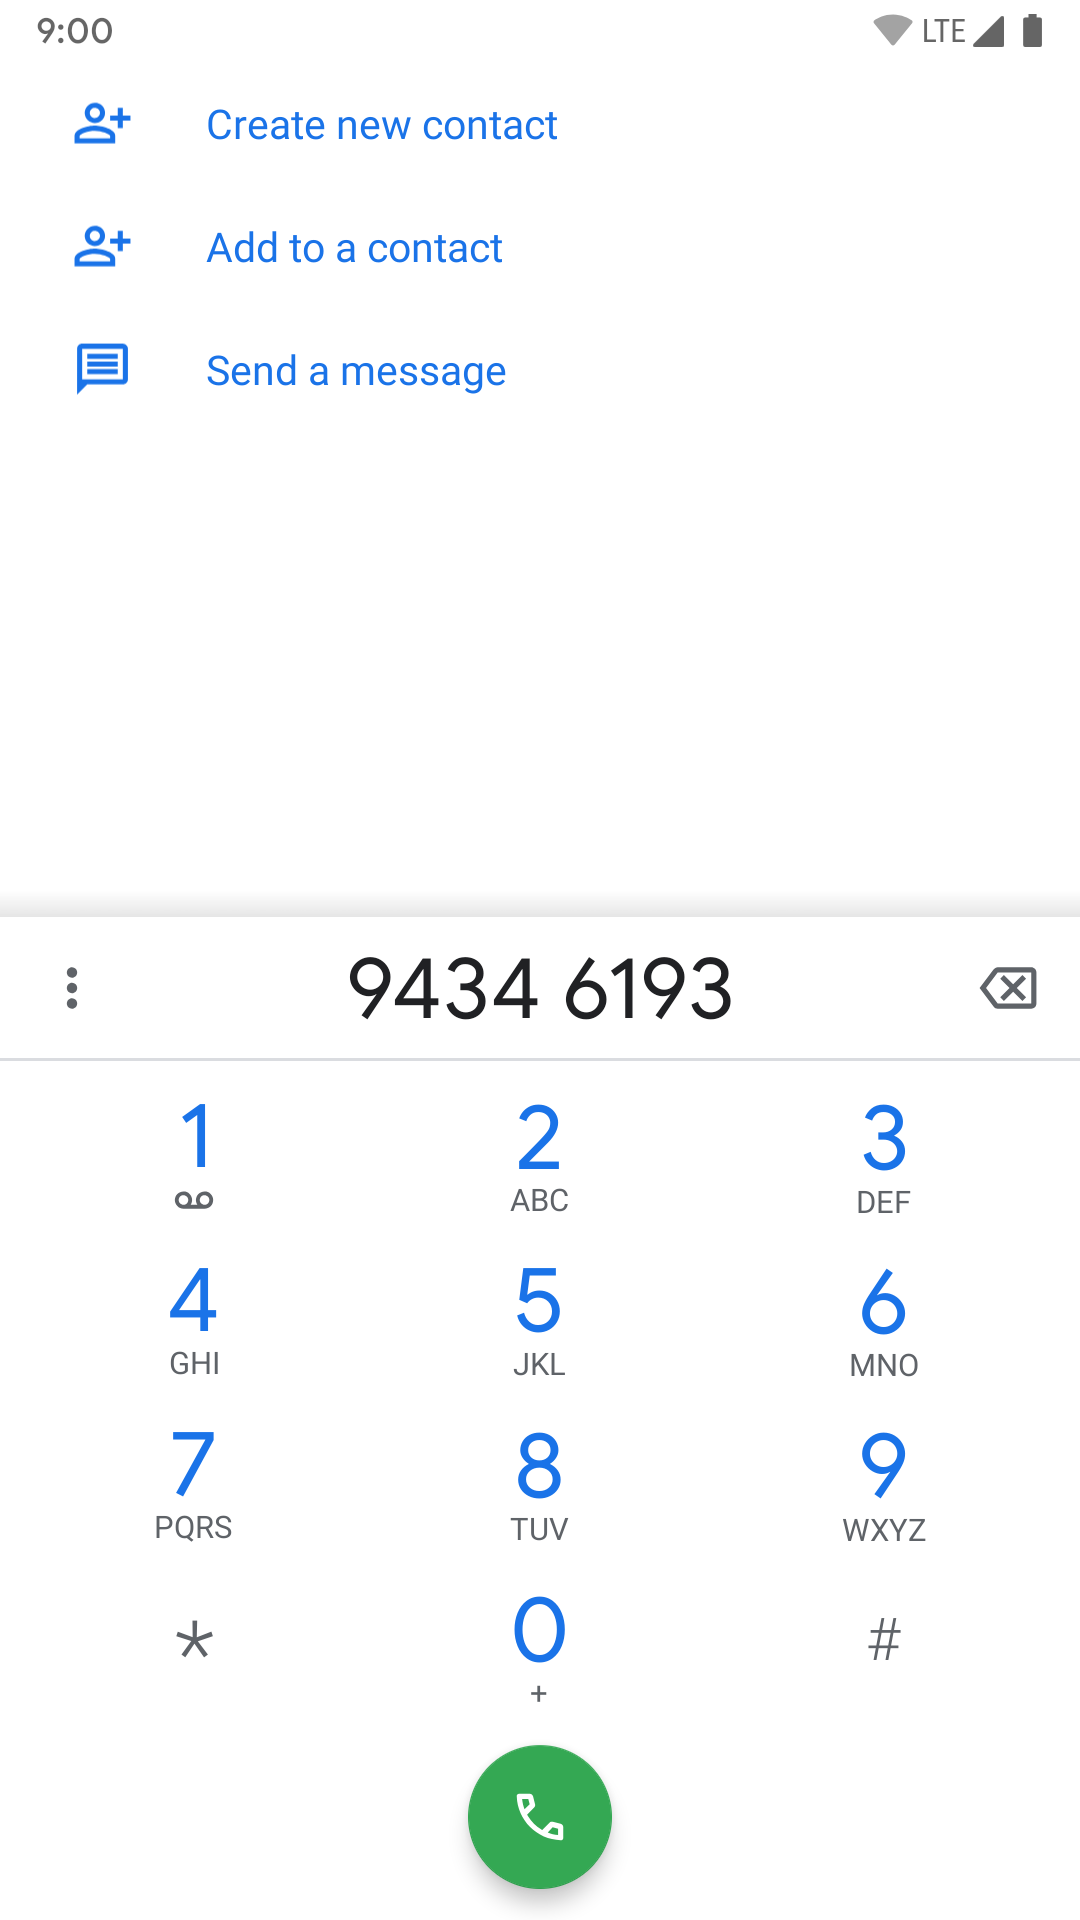 9:00 LTE
Create new contact
Add to a contact
Send a message
9434 6193
1 2 3
ABC DEF
4 5 6
GHI JKL MNO
7 8 9
PQRS TUV WXYZ
* 0 #
+